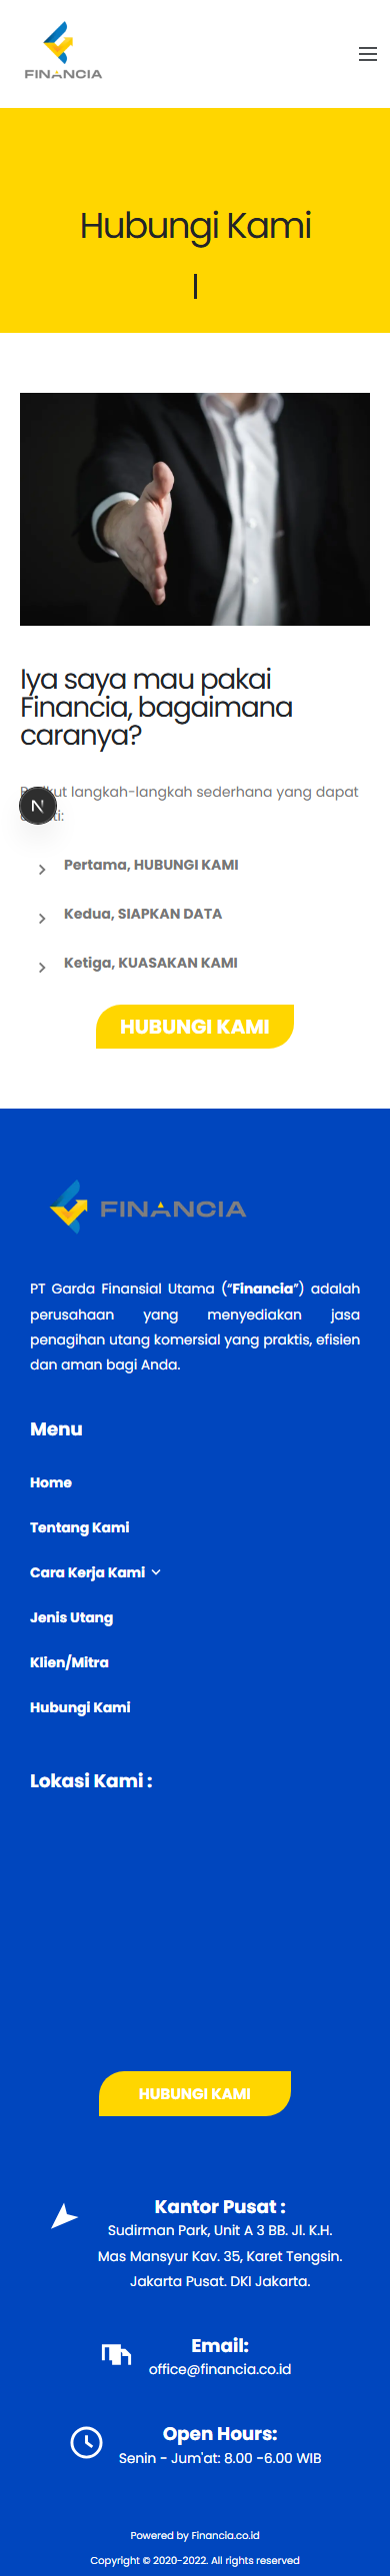 FINANCIA
Hubungi Kami
Iya saya mau pakai
Financia, bagaimana
caranya?
langkah-langkah sederhana yang dapat
N
Pertama, HUBUNGI KAMI
Kedua, SIAPKAN DATA
Ketiga, KUASAKAN KAMI
HUBUNGI KAMI
FINANCIA
PT Garda Finansial Utama (“Financia”) adalah
perusahaan yang menyediakan jasa
penagihan utang komersial yang praktis, efisien
dan aman bagi Anda.
Menu
Home
Tentang Kami
Cara Kerja Kami
Jenis Utang
Klien/Mitra
Hubungi Kami
Lokasi Kami :
HUBUNGI KAMI
Kantor Pusat :
Sudirman Park, Unit A 3 BB. Jl. K.H.
Mas Mansyur Kav. 35, Karet Tengsin.
Jakarta Pusat. DKI Jakarta.
Email:
office@financia.co.id
Open Hours:
Senin - Jum'at: 8.00 -6.00 WIB
Powered by Financia.co.id
Copyright © 2020-2022. All rights reserved